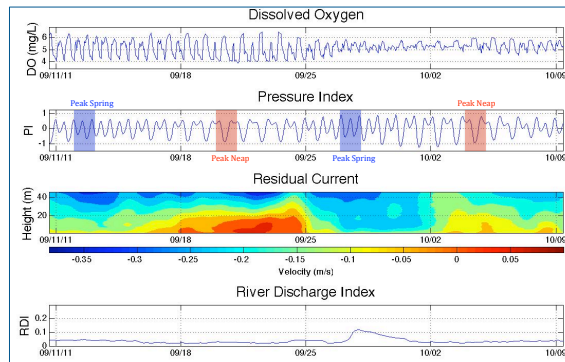 Dissolved Oxygen
DO (mg/L)
6
5
4
09/11/11 09/18 09/25 10/02 10/09
Peak Spring
Pressure Index
Peak Neap
PI
1
0
-1
09/11/11 09/18 Peak Neap 09/25 Peak Spring 10/02 10/09
Residual Current
Height (m)
40
20
09/11/11 09/18 09/25 10/02 10/09
-0.35 -0.3 -0.25 -0.2 -0.15 -0.1 -0.05 0 0.05
Velocity (m/s)
River Discharge Index
RDI
0.2
0.1
0
09/11/11 09/18 09/25 10/02 10/09